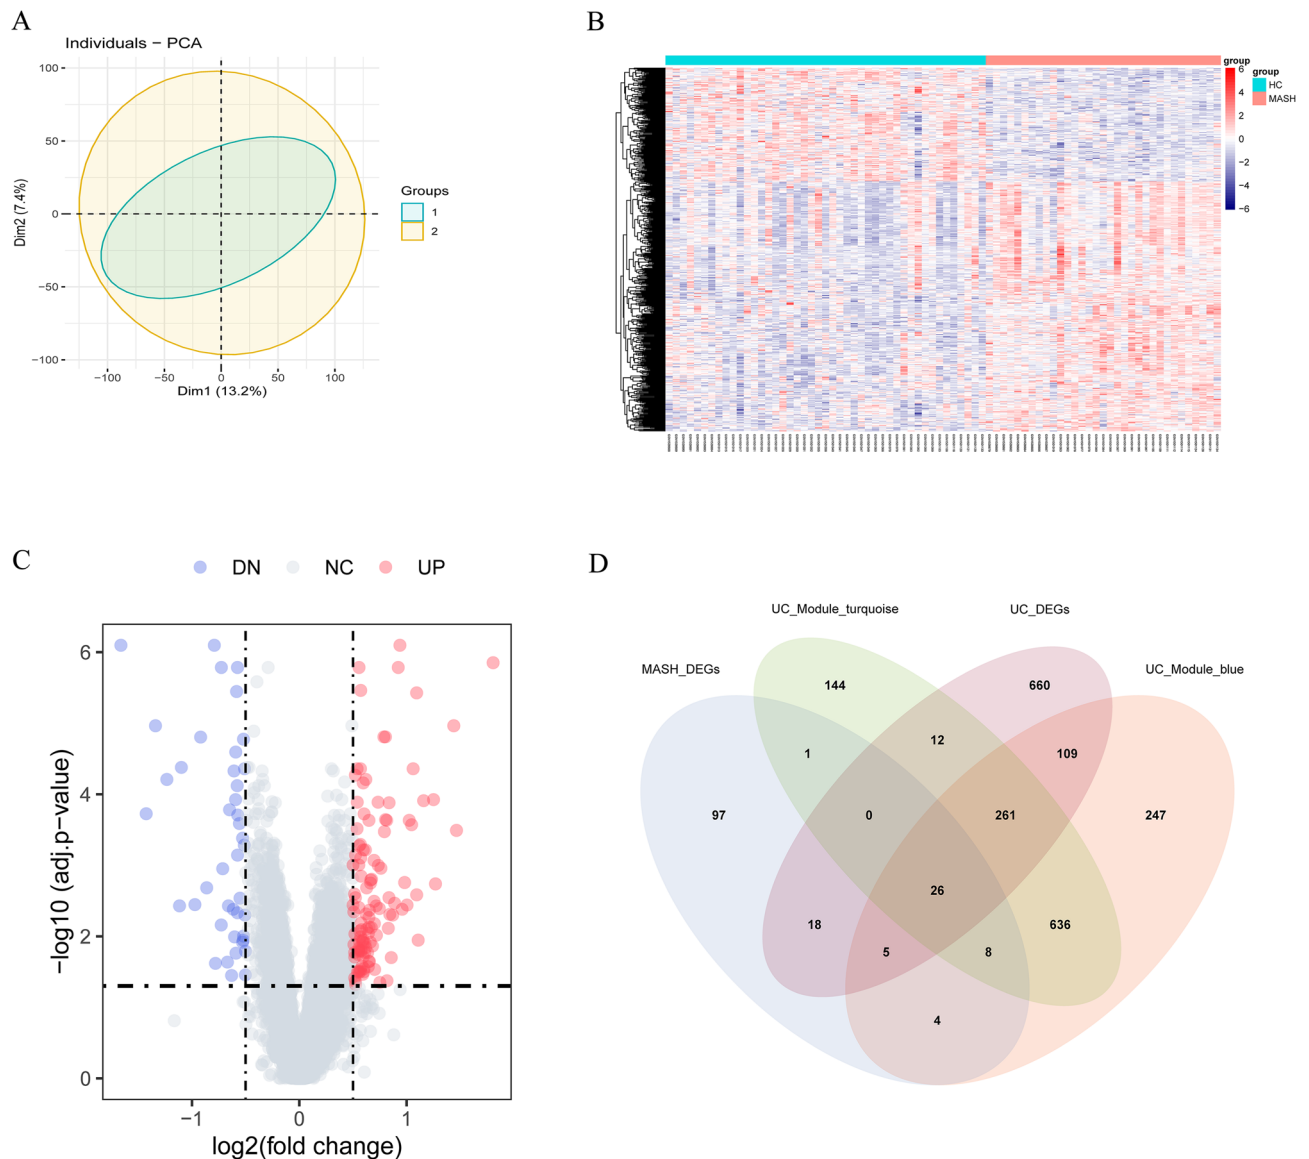 A
Individuals − PCA
100
50
0
−50
−100
Dim2 (7.4%)
−100
−50
0
50
100
Dim1 (13.2%)
Groups
1
2
B
group
6
4
2
0
−2
−4
−6
group
HC
MASH
C
DN
NC
UP
6
4
2
0
−log10 (adj.p−value)
−1
0
1
log2(fold change)
D
UC_Module_turquoise
UC_DEGs
MASH_DEGs
UC_Module_blue
144
660
1
12
109
97
0
261
247
26
18
636
5
8
4